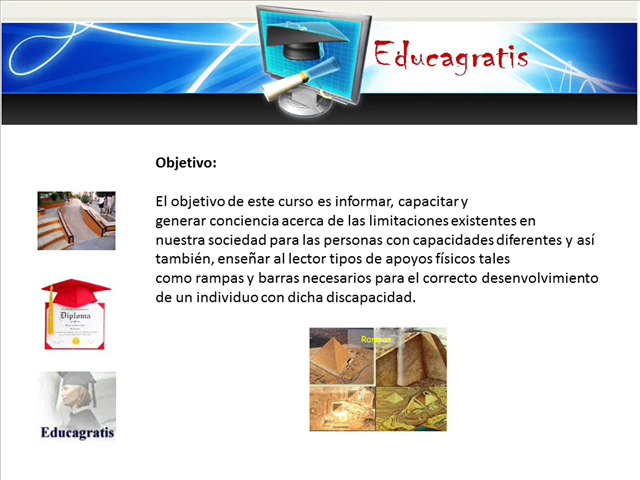 Educagratis
Objetivo:
El objetivo de este curso es informar, capacitar y
generar conciencia acerca de las limitaciones existentes en
nuestra sociedad para las personas con capacidades diferentes y así
también, enseñar al lector tipos de apoyos físicos tales
como rampas y barras necesarios para el correcto desenvolvimiento
de un individuo con dicha discapacidad.
Diploma
Rampas
Educagratis